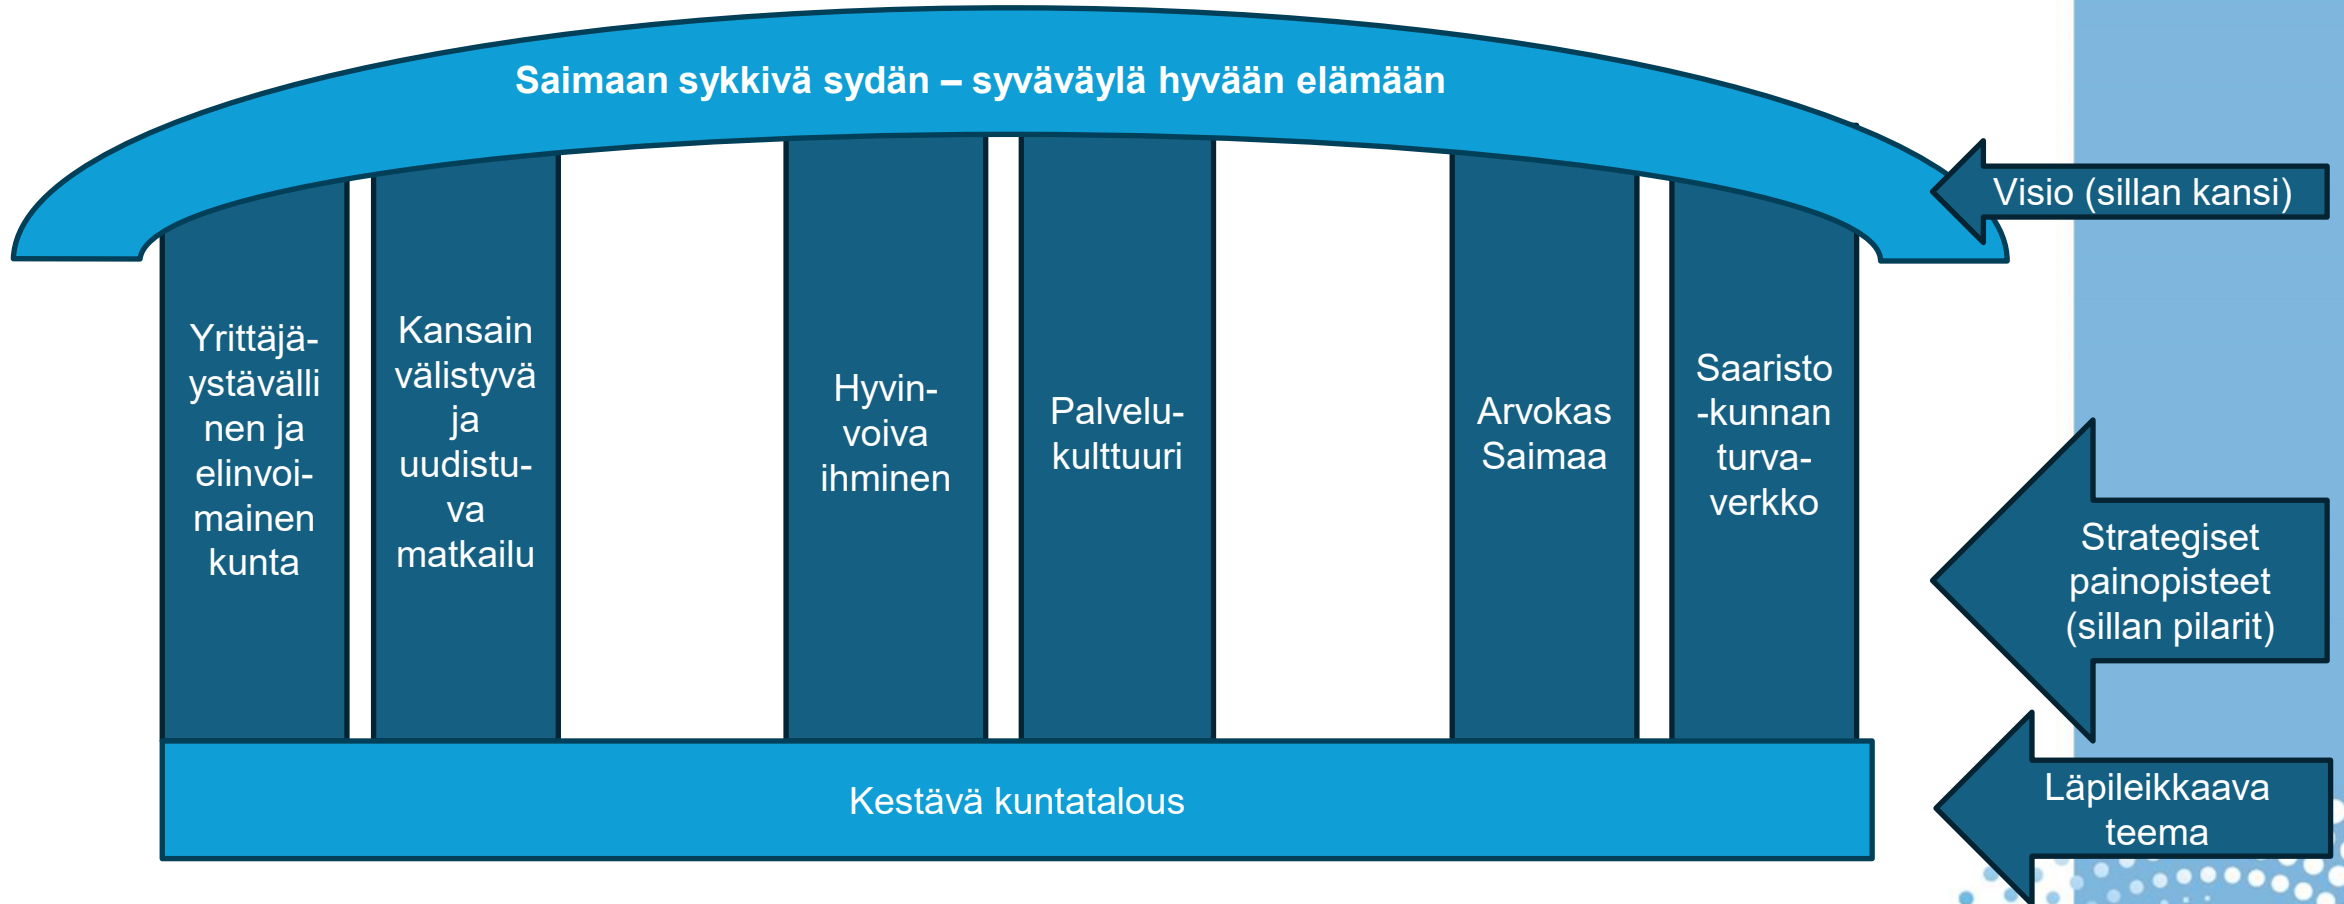 Saimaan sykkivä sydän – syväväylä hyvään elämään
Visio (sillan kansi)
Yrittäjä-
ystävälli
nen ja
elinvoi-
mainen
kunta
Kansain
välistyvä
ja
uudistu-
va
matkailu
Hyvin-
voiva
ihminen
Palvelu-
kulttuuri
Arvokas
Saimaa
Saaristo
-kunnan
turva-
verkko
Strategiset
painopisteet
(sillan pilarit)
Kestävä kuntatalous
Läpileikkaava
teema